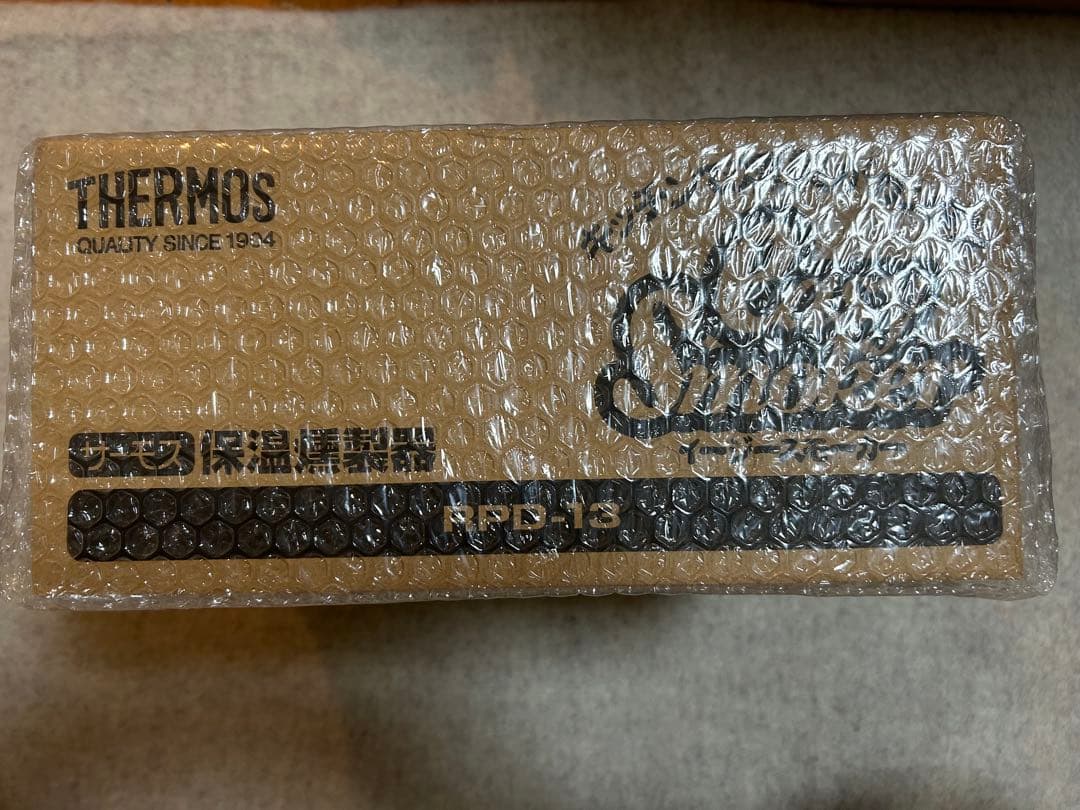 THERMOS
QUALITY SINCE 1904
Easy
Smoker
イージースモーカー
サーモス 保温燻製器
RPD-13